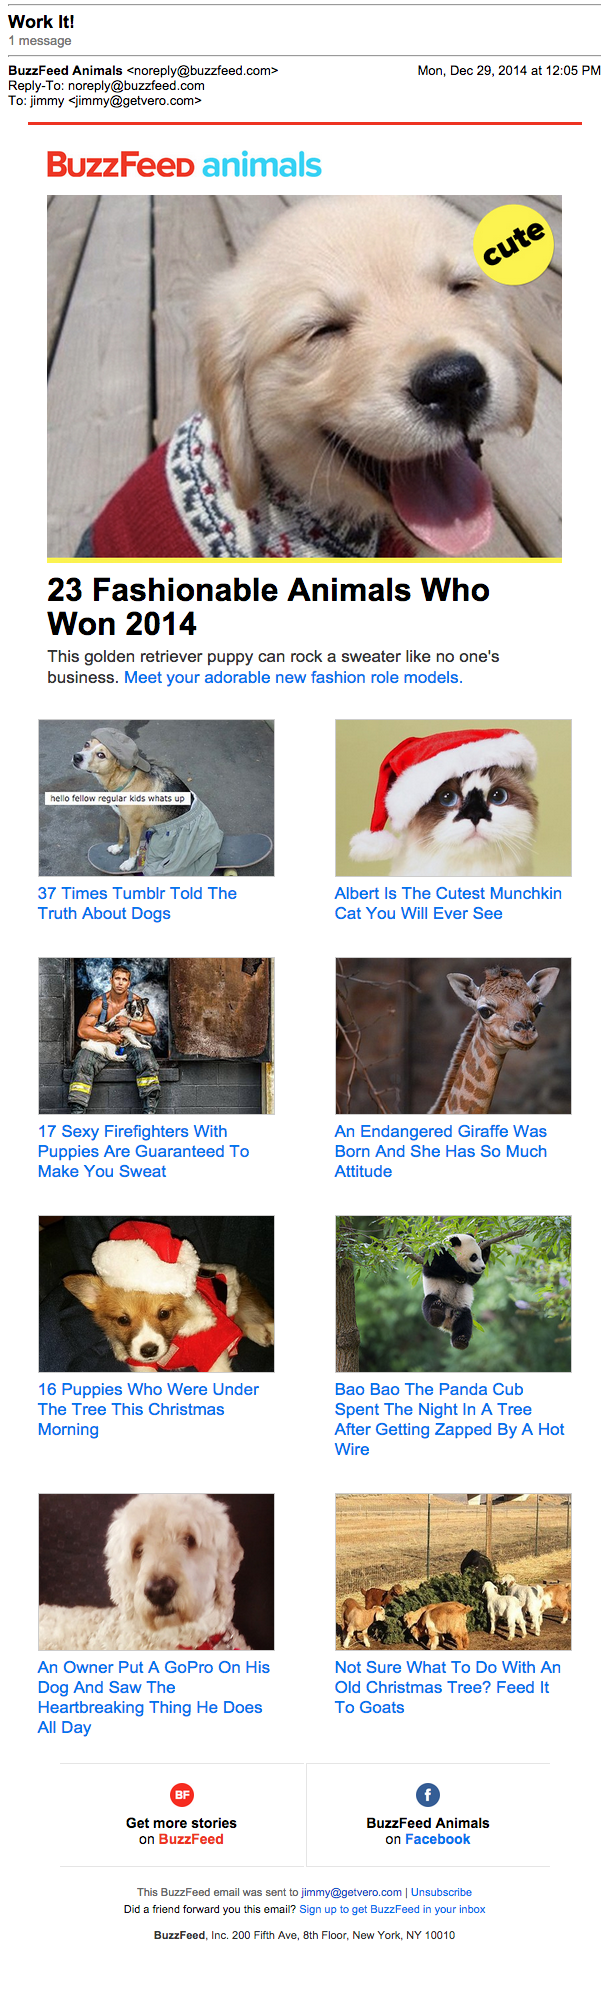 Work It!
1 message
BuzzFeed Animals <noreply@buzzfeed.com>
Mon, Dec 29, 2014 at 12:05 PM
Reply-To: noreply@buzzfeed.com
To: jimmy <jimmy@getvero.com>
BuzzFeed animals
cute
23 Fashionable Animals Who
Won 2014
This golden retriever puppy can rock a sweater like no one's
business. Meet your adorable new fashion role models.
hello fellow regular kids whats up
37 Times Tumblr Told The
Truth About Dogs
Albert Is The Cutest Munchkin
Cat You Will Ever See
17 Sexy Firefighters With
Puppies Are Guaranteed To
Make You Sweat
An Endangered Giraffe Was
Born And She Has So Much
Attitude
16 Puppies Who Were Under
The Tree This Christmas
Morning
Bao Bao The Panda Cub
Spent The Night In A Tree
After Getting Zapped By A Hot
Wire
An Owner Put A GoPro On His
Dog And Saw The
Heartbreaking Thing He Does
All Day
Not Sure What To Do With An
Old Christmas Tree? Feed It
To Goats
BF
Get more stories
on BuzzFeed
f
BuzzFeed Animals
on Facebook
This BuzzFeed email was sent to jimmy@getvero.com | Unsubscribe
Did a friend forward you this email? Sign up to get BuzzFeed in your inbox
BuzzFeed, Inc. 200 Fifth Ave, 8th Floor, New York, NY 10010